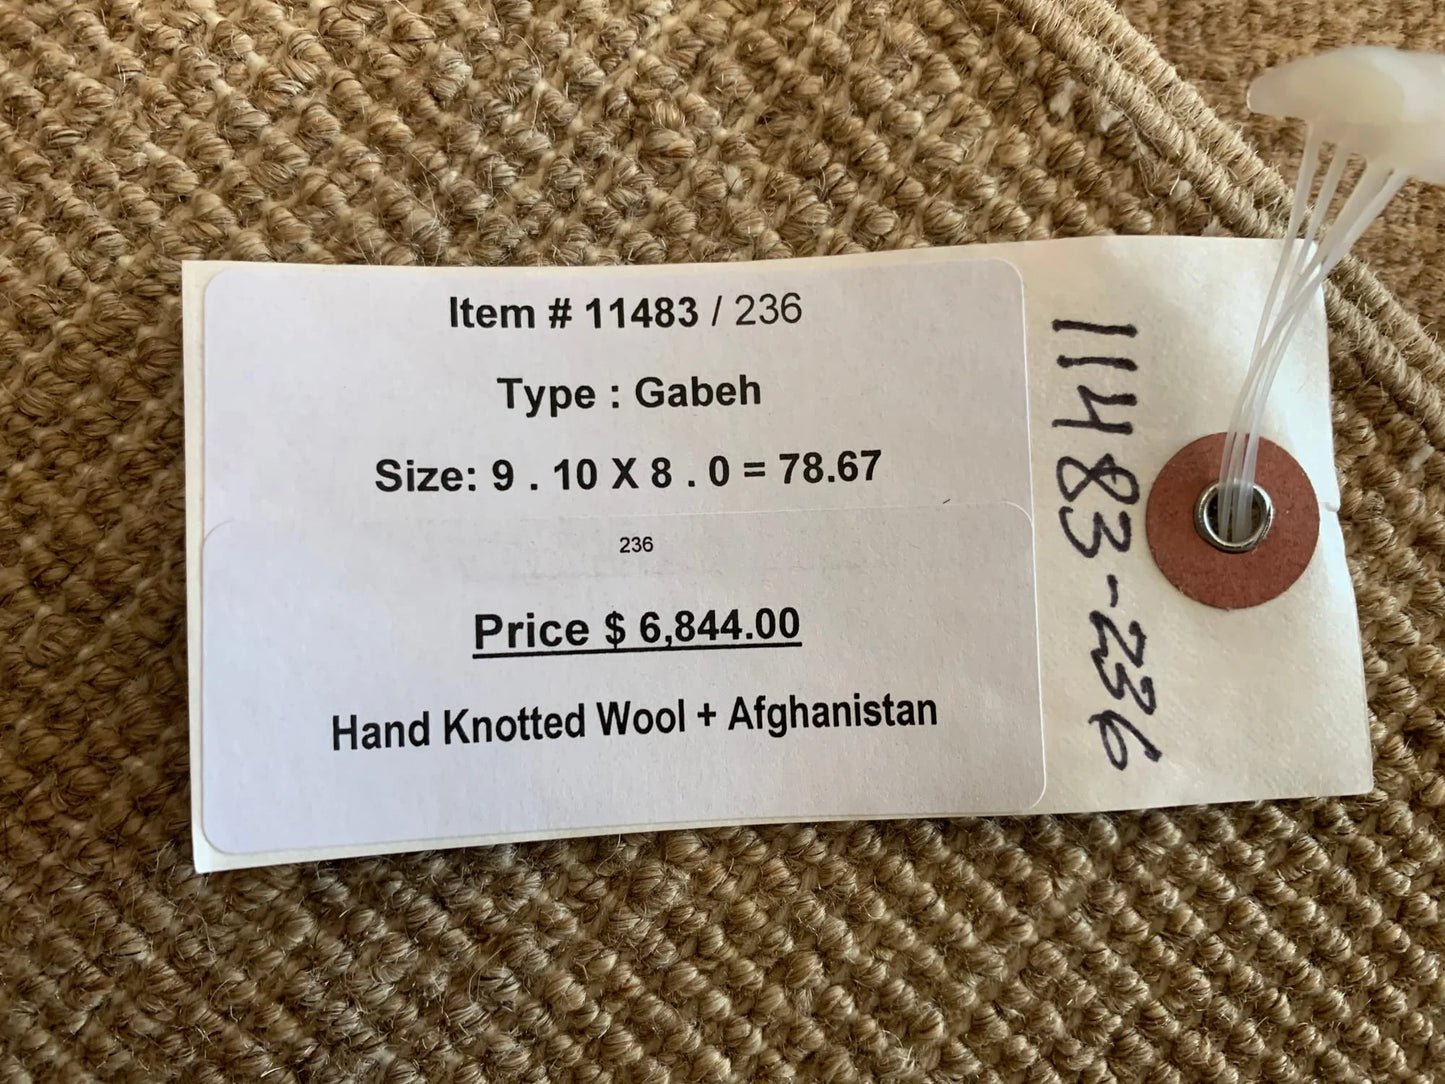 Item # 11483 / 236
Type : Gabeh
Size: 9 . 10 X 8 . 0 = 78.67
236
Price $ 6,844.00
Hand Knotted Wool + Afghanistan
11483-236